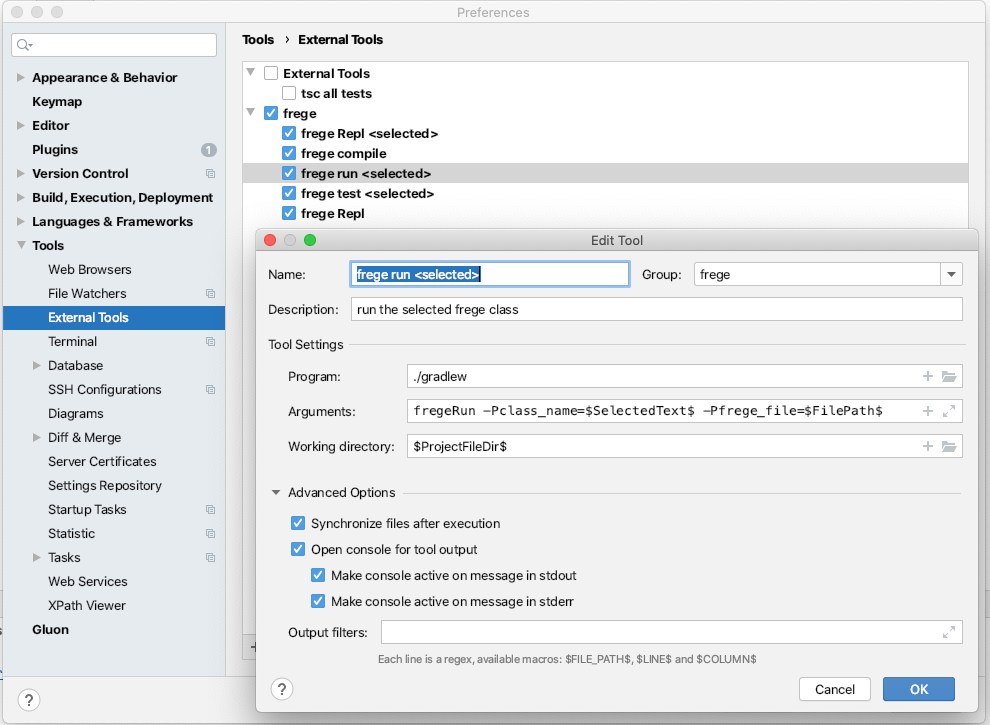 Preferences
Tools › External Tools
Appearance & Behavior
Keymap
Editor
Plugins 1
Version Control
Build, Execution, Deployment
Languages & Frameworks
Tools
Web Browsers
File Watchers
External Tools
Terminal
Database
SSH Configurations
Diagrams
Diff & Merge
Server Certificates
Settings Repository
Startup Tasks
Statistic
Tasks
Web Services
XPath Viewer
Gluon
?
External Tools
tsc all tests
frege
frege Repl <selected>
frege compile
frege run <selected>
frege test <selected>
frege Repl
Edit Tool
Name: frege run <selected> Group: frege
Description: run the selected frege class
Tool Settings
Program: ./gradlew
Arguments: fregeRun –Pclass_name=$SelectedText$ –Pfrege_file=$FilePath$
Working directory: $ProjectFileDir$
Advanced Options
Synchronize files after execution
Open console for tool output
Make console active on message in stdout
Make console active on message in stderr
Output filters:
Each line is a regex, available macros: $FILE_PATH$, $LINE$ and $COLUMN$
? Cancel OK